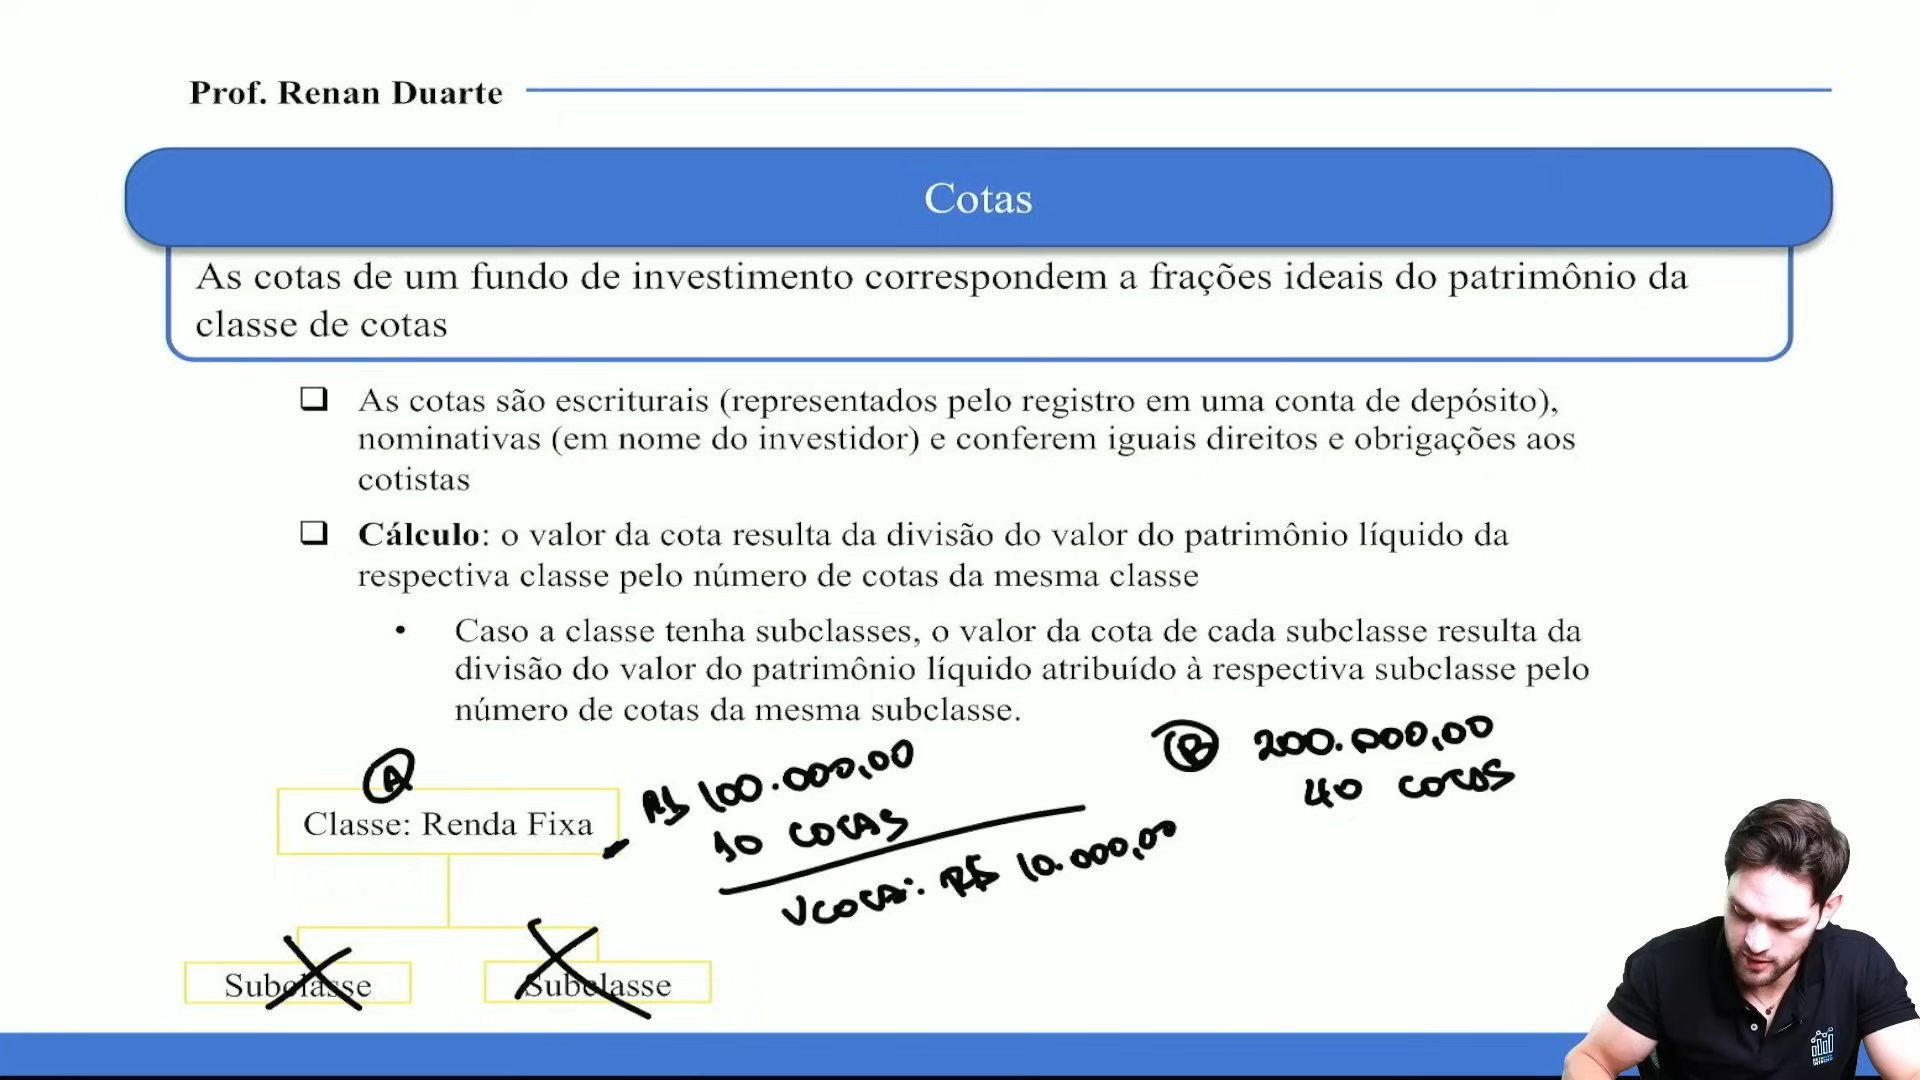 Prof. Renan Duarte
Cotas
As cotas de um fundo de investimento correspondem a frações ideais do patrimônio da
classe de cotas
As cotas são escriturais (representados pelo registro em uma conta de depósito),
nominativas (em nome do investidor) e conferem iguais direitos e obrigações aos
cotistas
Cálculo: o valor da cota resulta da divisão do valor do patrimônio líquido da
respectiva classe pelo número de cotas da mesma classe
• Caso a classe tenha subclasses, o valor da cota de cada subclasse resulta da
divisão do valor do patrimônio líquido atribuído à respectiva subclasse pelo
número de cotas da mesma subclasse.
A
Classe: Renda Fixa
R$ 100.000,00
10 COTAS
VCOTA: R$ 10.000,00
B 200.000,00
40 COTAS
Subclasse
Subclasse